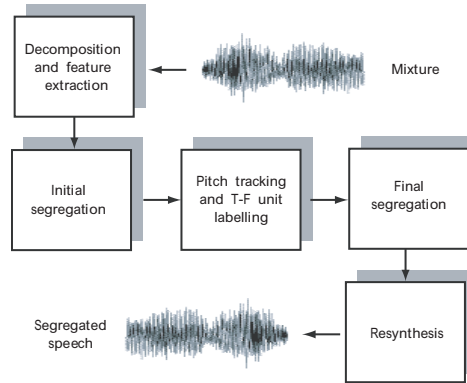 Decomposition
and feature
extraction
Mixture
Initial
segregation
Pitch tracking
and T-F unit
labelling
Final
segregation
Segregated
speech
Resynthesis